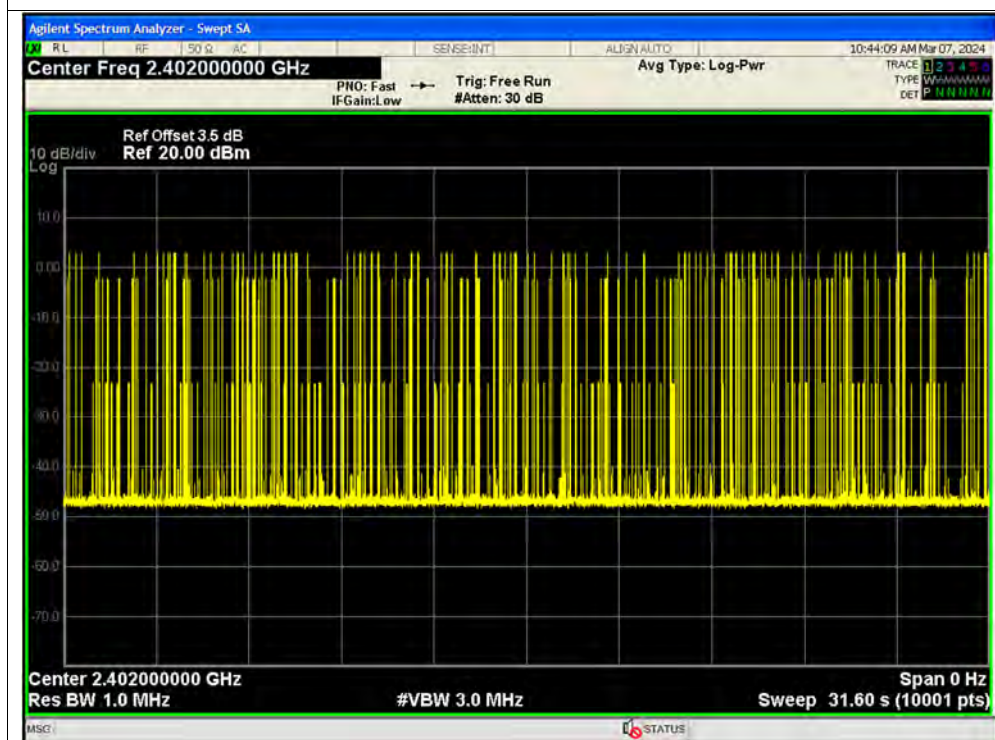 Agilent Spectrum Analyzer - Swept SA
LXI RL RF 50 Ω AC SENSE:INT ALIGN AUTO 10:44:09 AM Mar 07, 2024
Center Freq 2.402000000 GHz
PNO: Fast
IFGain:Low
Trig: Free Run
#Atten: 30 dB
Avg Type: Log-Pwr
TRACE 1 2 3 4 5 6
TYPE
DET P N N N N N
Ref Offset 3.5 dB
10 dB/div Ref 20.00 dBm
Log
10.0
0.00
-10.0
-20.0
-30.0
-40.0
-50.0
-60.0
-70.0
Center 2.402000000 GHz Span 0 Hz
Res BW 1.0 MHz #VBW 3.0 MHz Sweep 31.60 s (10001 pts)
MSG STATUS